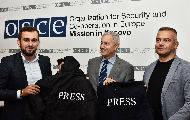 OSCE
Organization for Security and
Co-operation in Europe
Mission in Kosovo
PRESS
PRESS